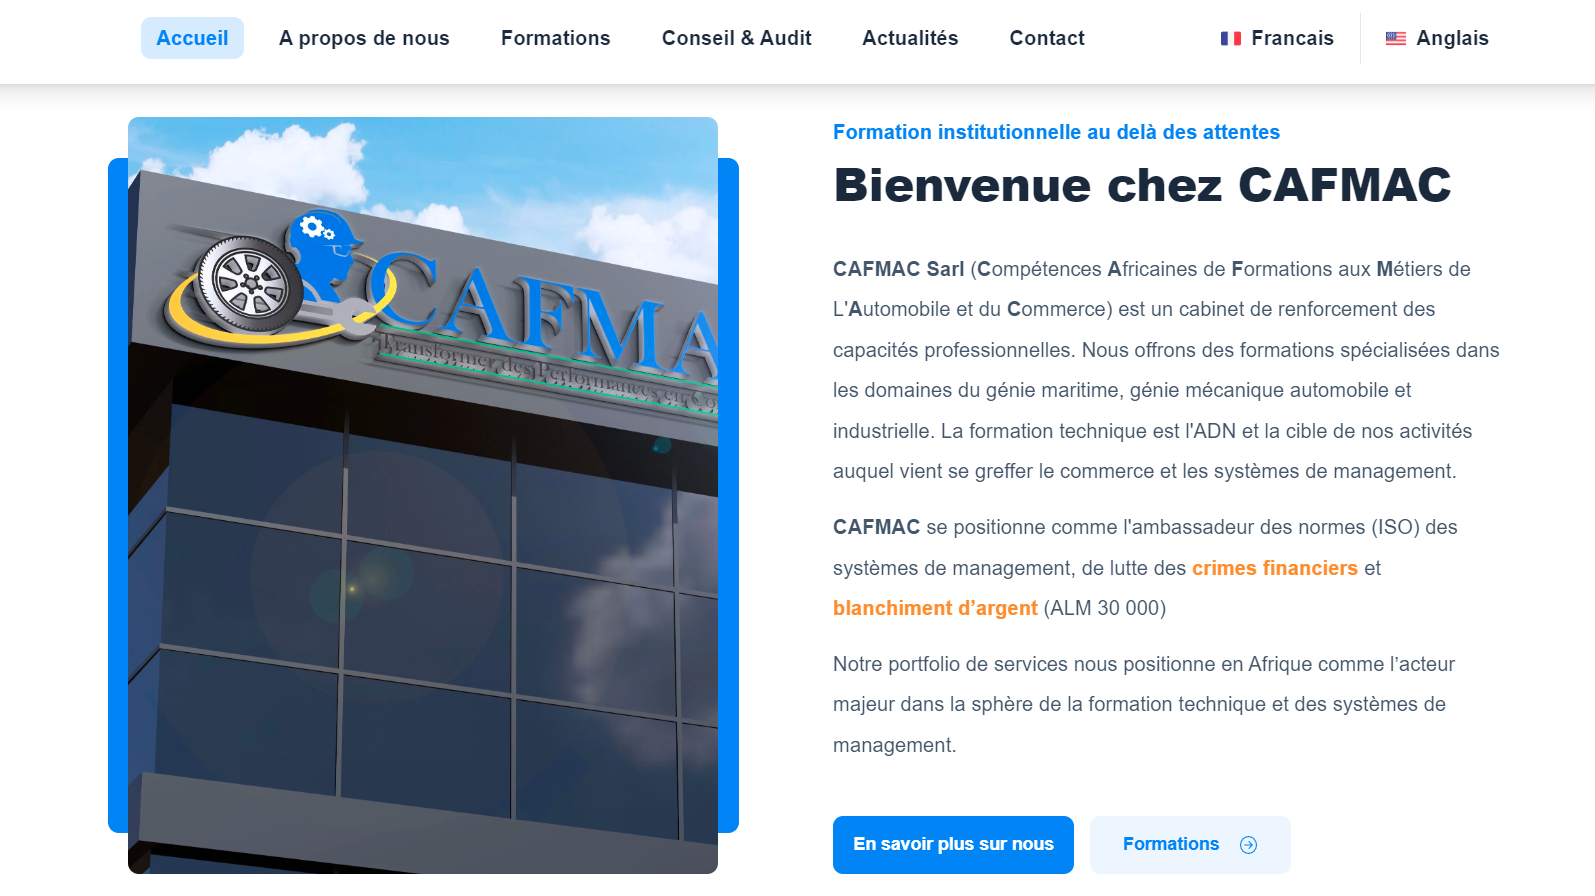 Accueil
A propos de nous
Formations
Conseil & Audit
Actualités
Contact
Francais
Anglais
CAFMA
Transformer des Performances en Co
Formation institutionnelle au delà des attentes
Bienvenue chez CAFMAC
CAFMAC Sarl (Compétences Africaines de Formations aux Métiers de
L'Automobile et du Commerce) est un cabinet de renforcement des
capacités professionnelles. Nous offrons des formations spécialisées dans
les domaines du génie maritime, génie mécanique automobile et
industrielle. La formation technique est l'ADN et la cible de nos activités
auquel vient se greffer le commerce et les systèmes de management.
CAFMAC se positionne comme l'ambassadeur des normes (ISO) des
systèmes de management, de lutte des crimes financiers et
blanchiment d’argent (ALM 30 000)
Notre portfolio de services nous positionne en Afrique comme l’acteur
majeur dans la sphère de la formation technique et des systèmes de
management.
En savoir plus sur nous
Formations